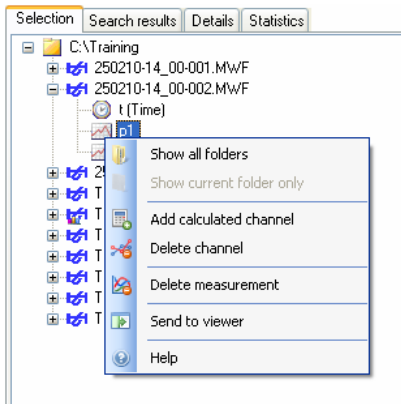 Selection Search results Details Statistics
C:\Training
250210-14_00-001.MWF
250210-14_00-002.MWF
t (Time)
p1
Show all folders
Show current folder only
Add calculated channel
Delete channel
Delete measurement
Send to viewer
Help
2
T
T
T
T
T
T